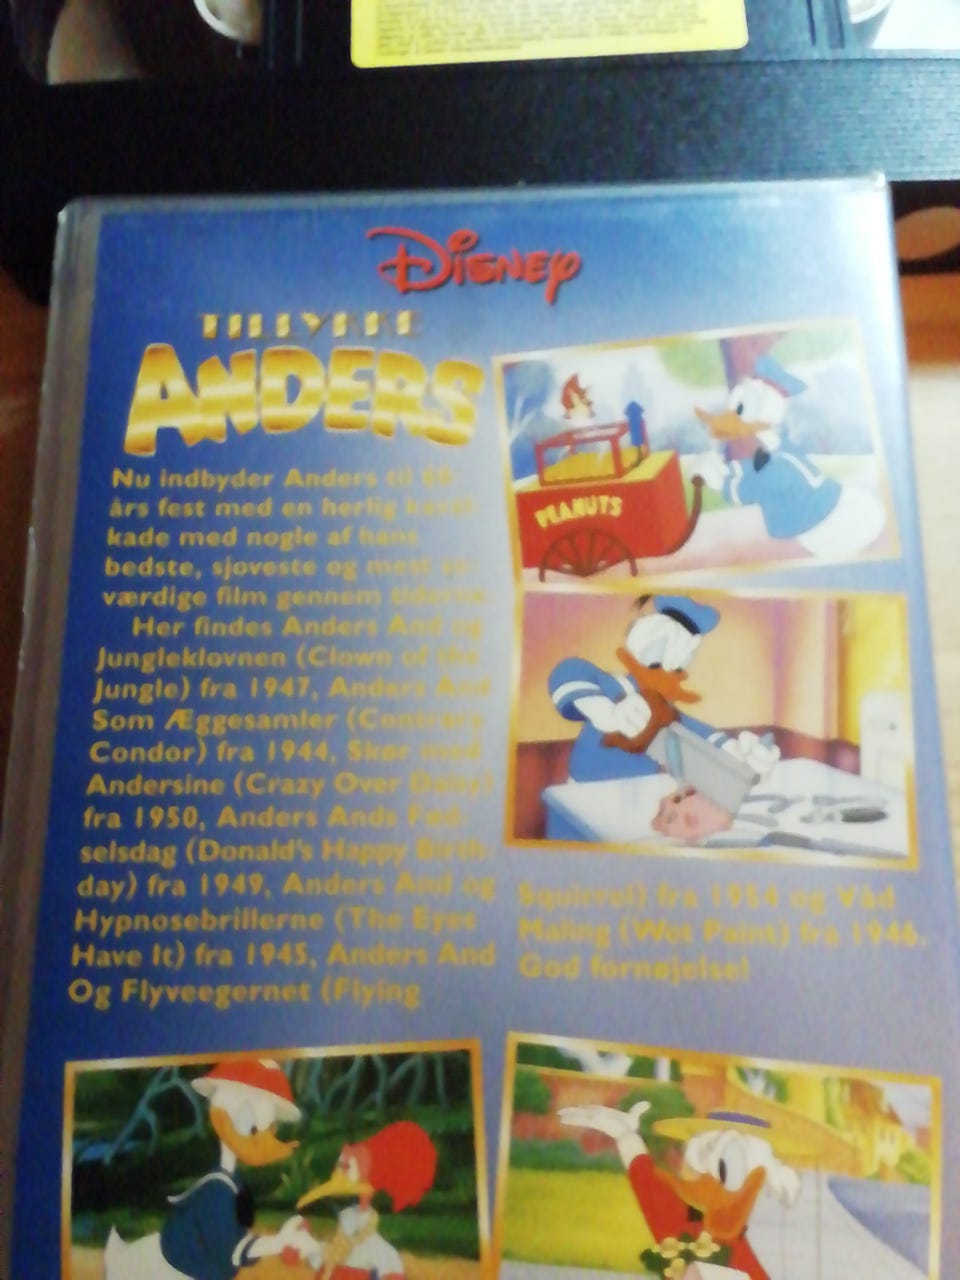 Disney
TILLYKKE
ANDERS
PEANUTS
Nu indbyder Anders til 60
års fest med en herlig kaval-
kade med nogle af hans
bedste, sjoveste og mest se-
værdige film gennem tiderne.
Her findes Anders And og
Jungleklovnen (Clown of the
Jungle) fra 1947, Anders And
Som Æggesamler (Contrary
Condor) fra 1944, Skør med
Andersine (Crazy Over Daisy)
fra 1950, Anders Ands Fød-
selsdag (Donald's Happy Birth-
day) fra 1949, Anders And og
Hypnosebrillerne (The Eyes
Have It) fra 1945, Anders And
Og Flyveegernet (Flying
Squirrel) fra 1954 og Våd
Maling (Wet Paint) fra 1946.
God fornøjelse!